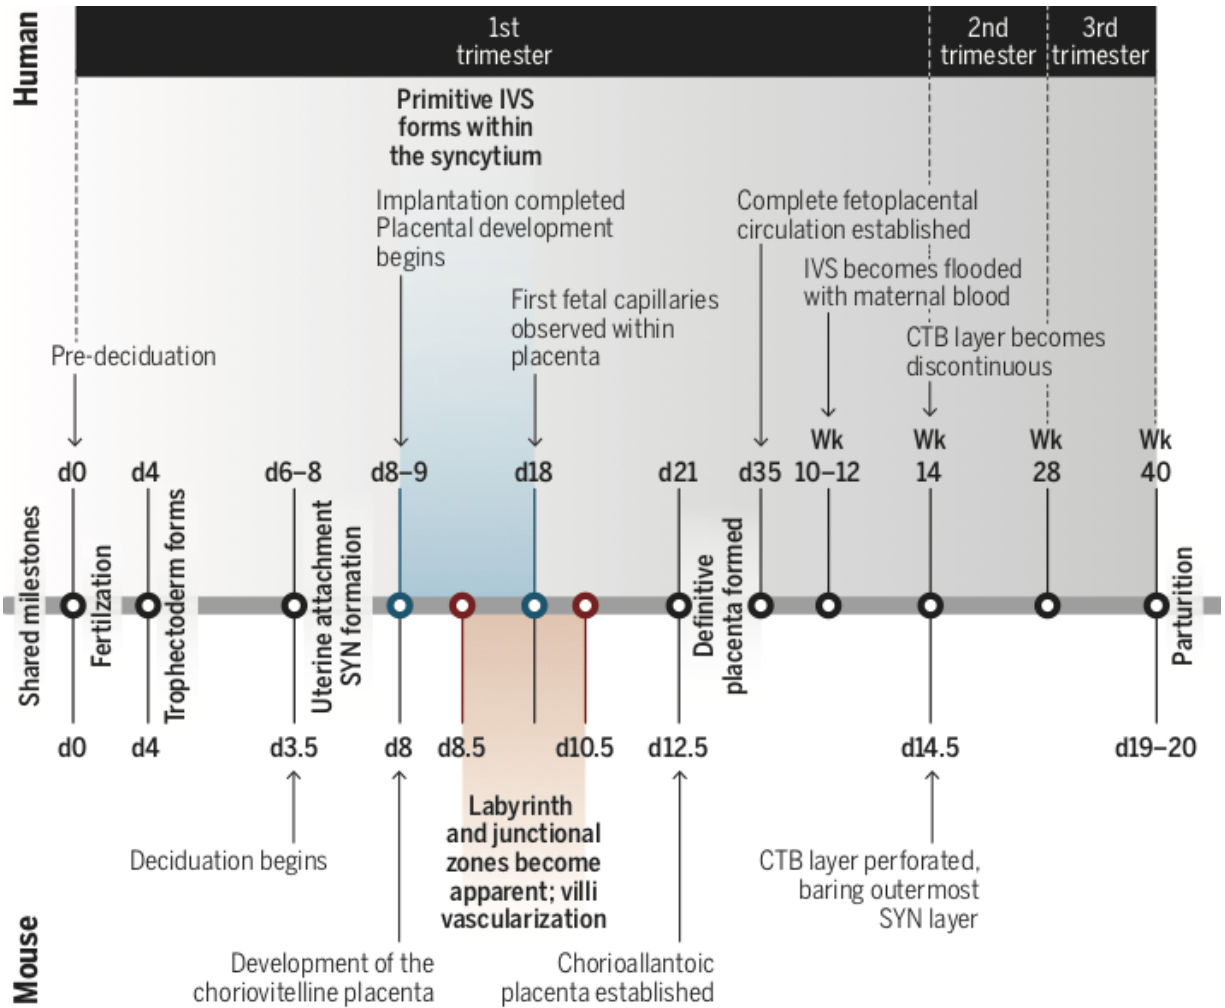 Human
1st
trimester
2nd
trimester
3rd
trimester
Primitive IVS
forms within
the syncytium
Implantation completed
Placental development
begins
Complete fetoplacental
circulation established
IVS becomes flooded
with maternal blood
First fetal capillaries
observed within
placenta
CTB layer becomes
discontinuous
Pre-deciduation
d0
d4
d6–8
d8–9
d18
d21
d35
Wk
10–12
Wk
14
Wk
28
Wk
40
Shared milestones
Fertization
Trophectoderm forms
Uterine attachment
SYN formation
Definitive
placenta formed
Parturition
d0
d4
d3.5
d8
d8.5
d10.5
d12.5
d14.5
d19–20
Deciduation begins
Labyrinth
and junctional
zones become
apparent; villi
vascularization
CTB layer perforated,
baring outermost
SYN layer
Mouse
Development of the
choriovitelline placenta
Chorioallantoic
placenta established